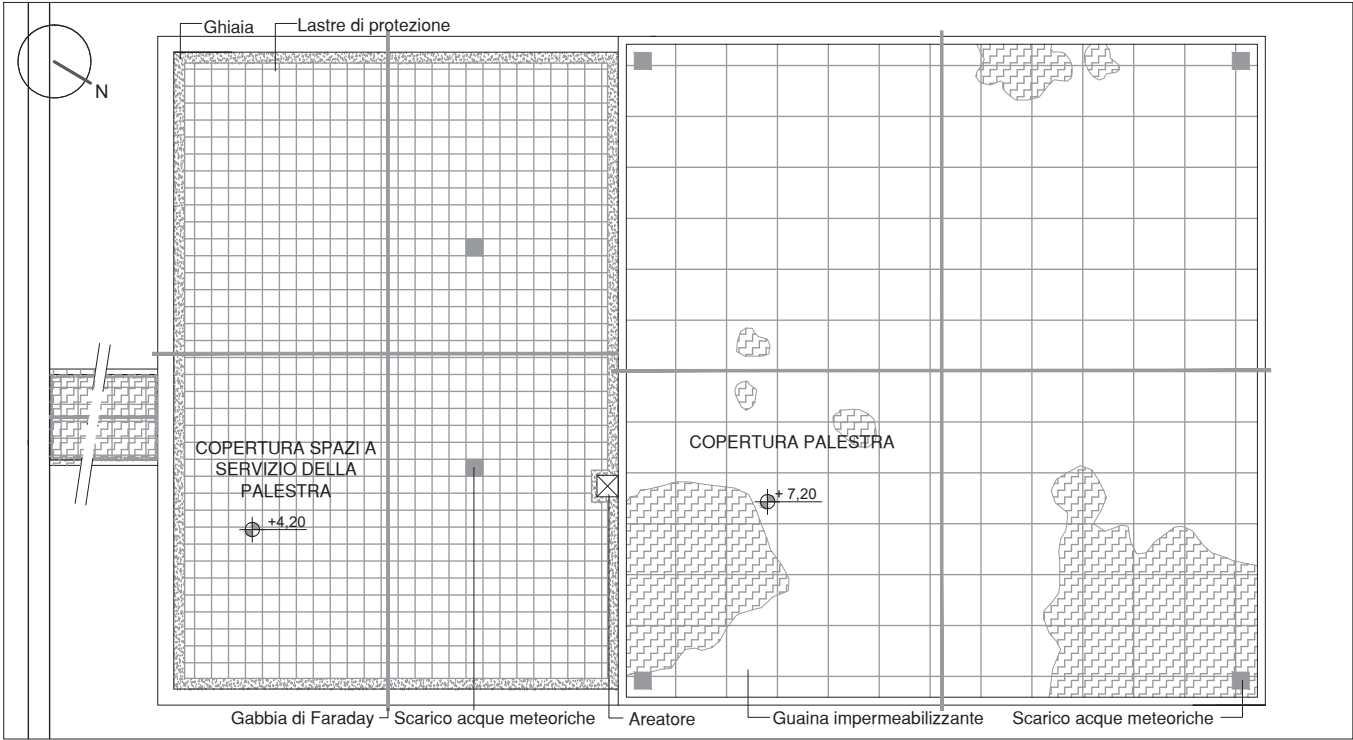 Ghiaia
Lastre di protezione
N
COPERTURA SPAZI A
SERVIZIO DELLA
PALESTRA
+4,20
COPERTURA PALESTRA
+ 7,20
Gabbia di Faraday
Scarico acque meteoriche
Areatore
Guaina impermeabilizzante
Scarico acque meteoriche